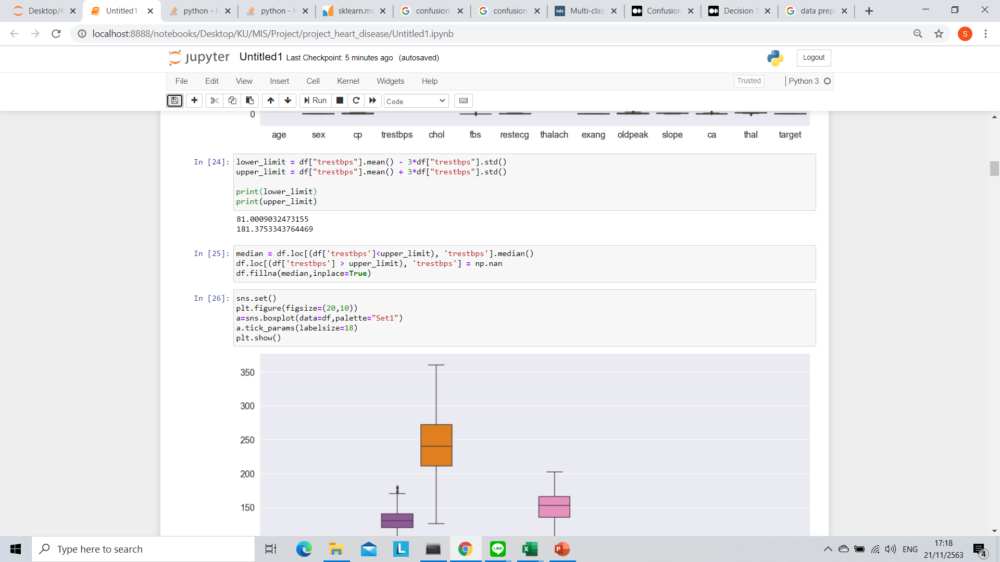 Desktop/K
Untitled1
python - H
python - H
sklearn.me
confusion
confusion
tds
Multi-clas
Confusion
Decision T
data prep
localhost:8888/notebooks/Desktop/KU/MIS/Project/project_heart_disease/Untitled1.ipynb
S
jupyter Untitled1 Last Checkpoint: 5 minutes ago (autosaved)
Logout
File Edit View Insert Cell Kernel Widgets Help
Trusted
Python 3
Run
Code
0
age sex cp trestbps chol fbs restecg thalach exang oldpeak slope ca thal target
In [24]: lower_limit = df["trestbps"].mean() - 3*df["trestbps"].std()
upper_limit = df["trestbps"].mean() + 3*df["trestbps"].std()
print(lower_limit)
print(upper_limit)
81.0009032473155
181.3753343764469
In [25]: median = df.loc[(df['trestbps']<upper_limit), 'trestbps'].median()
df.loc[(df['trestbps'] > upper_limit), 'trestbps'] = np.nan
df.fillna(median,inplace=True)
In [26]: sns.set()
plt.figure(figsize=(20,10))
a=sns.boxplot(data=df,palette="Set1")
a.tick_params(labelsize=18)
plt.show()
350
300
250
200
150
Type here to search
L
LINE
X
P
ENG
17:18
21/11/2563
4